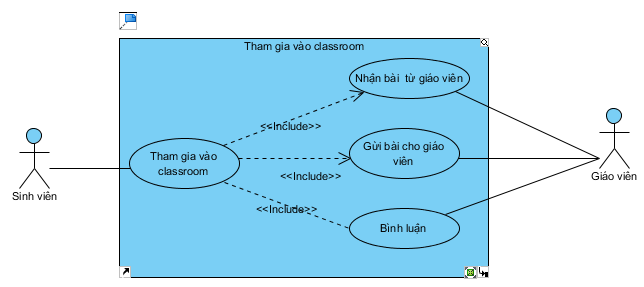 Tham gia vào classroom
Nhận bài từ giáo viên
<<Include>>
Tham gia vào
classroom
Gửi bài cho giáo
viên
<<Include>>
<<Include>>
Bình luận
Sinh viên
Giáo viên